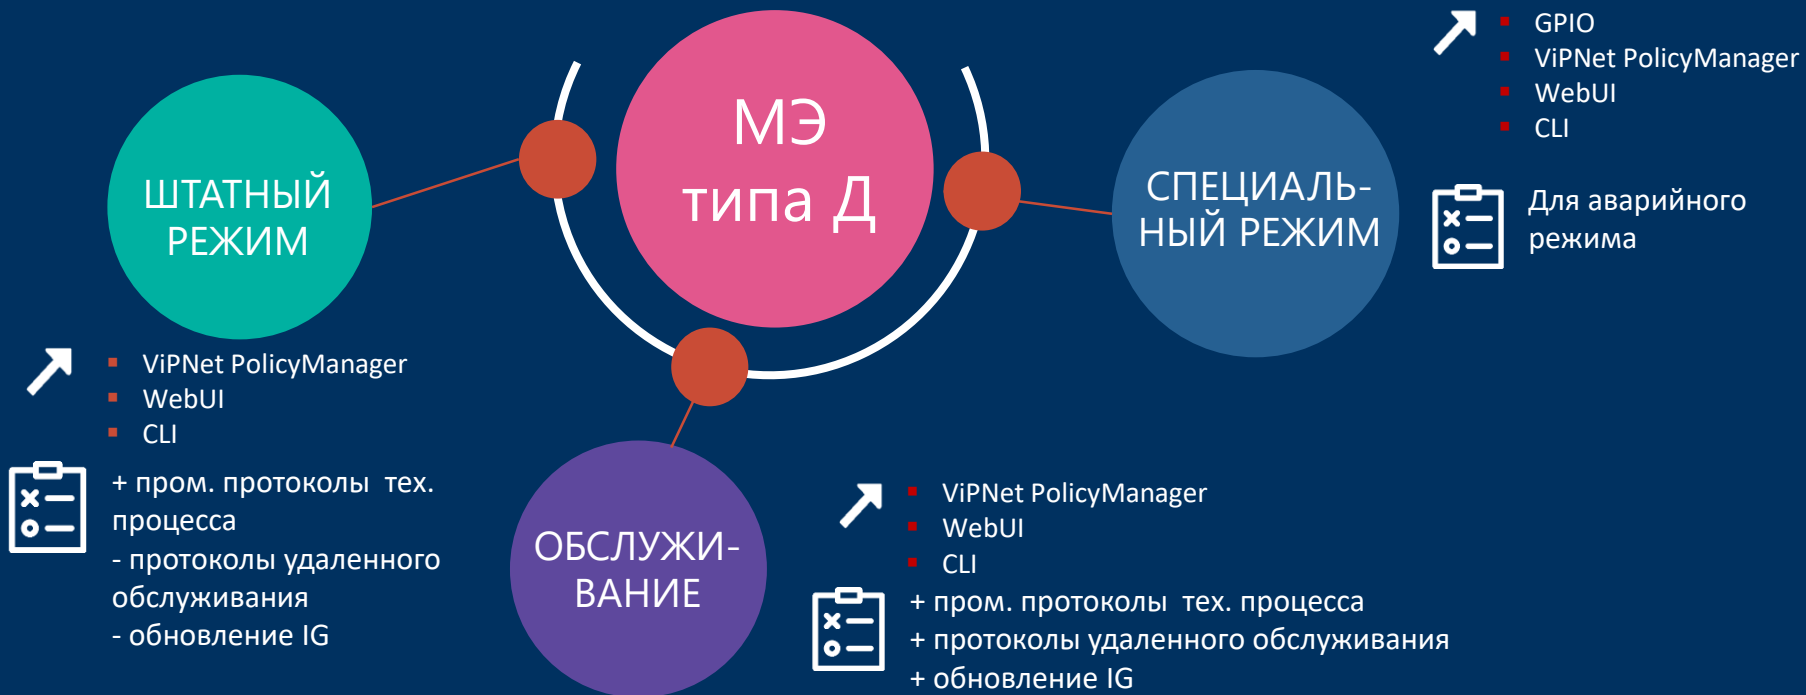 МЭ
типа Д
ШТАТНЫЙ
РЕЖИМ
ViPNet PolicyManager
WebUI
CLI
+ пром. протоколы тех.
процесса
- протоколы удаленного
обслуживания
- обновление IG
ОБСЛУЖИ-
ВАНИЕ
ViPNet PolicyManager
WebUI
CLI
+ пром. протоколы тех. процесса
+ протоколы удаленного обслуживания
+ обновление IG
СПЕЦИАЛЬ-
НЫЙ РЕЖИМ
GPIO
ViPNet PolicyManager
WebUI
CLI
Для аварийного
режима